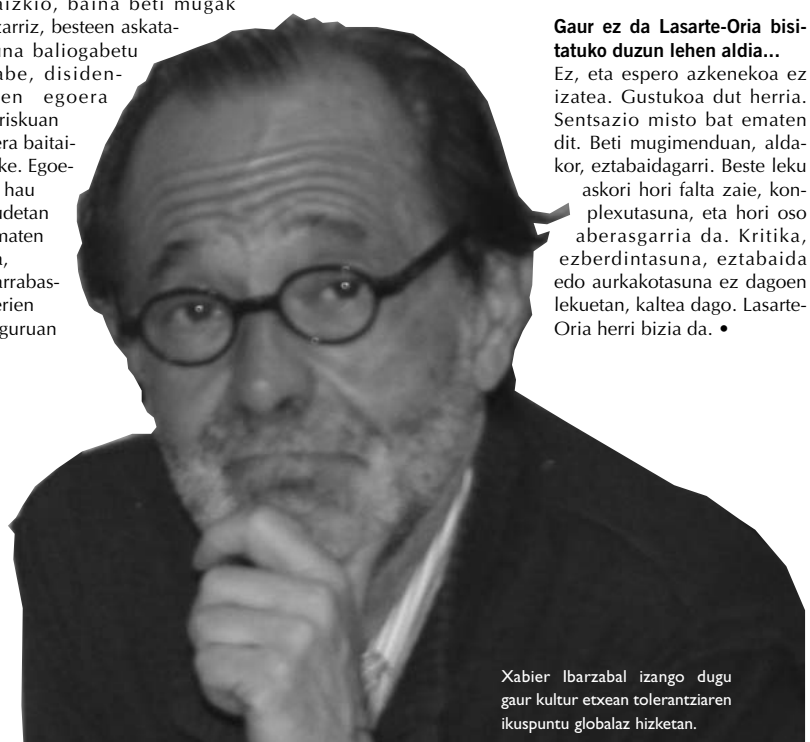 aizkio, baina beti mugak
zarriz, besteen askata-
una baliogabetu
abe, disiden-
en egoera
riskuan
era baitai-
ke. Egoe-
hau
udetan
maten
a,
arrabas-
erien
guruan
Gaur ez da Lasarte-Oria bisi-
tatuko duzun lehen aldia...
Ez, eta espero azkenekoa ez
izatea. Gustukoa dut herria.
Sentsazio misto bat ematen
dit. Beti mugimenduan, alda-
kor, eztabaidagarri. Beste leku
askori hori falta zaie, kon-
plexutasuna, eta hori oso
aberasgarria da. Kritika,
ezberdintasuna, eztabaida
edo aurkakotasuna ez dagoen
lekuetan, kaltea dago. Lasarte-
Oria herri bizia da. •
Xabier Ibarzabal izango dugu
gaur kultur etxean tolerantziaren
ikuspuntu globalaz hizketan.